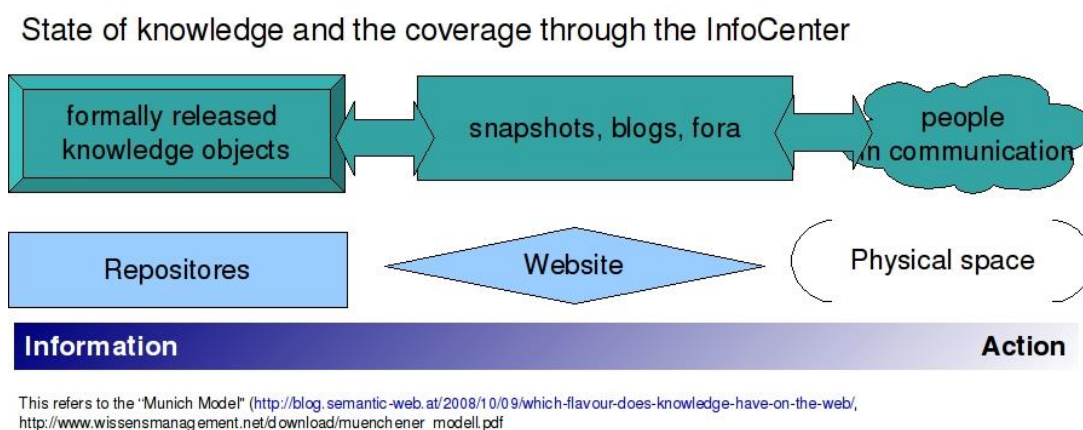 State of knowledge and the coverage through the InfoCenter
formally released
knowledge objects
snapshots, blogs, fora
people
in communication
Repositores
Website
Physical space
Information
Action
This refers to the “Munich Model" (http://blog.semantic-web.at/2008/10/09/which-flavour-does-knowledge-have-on-the-web/,
http://www.wissensmanagement.net/download/muenchener_modell.pdf